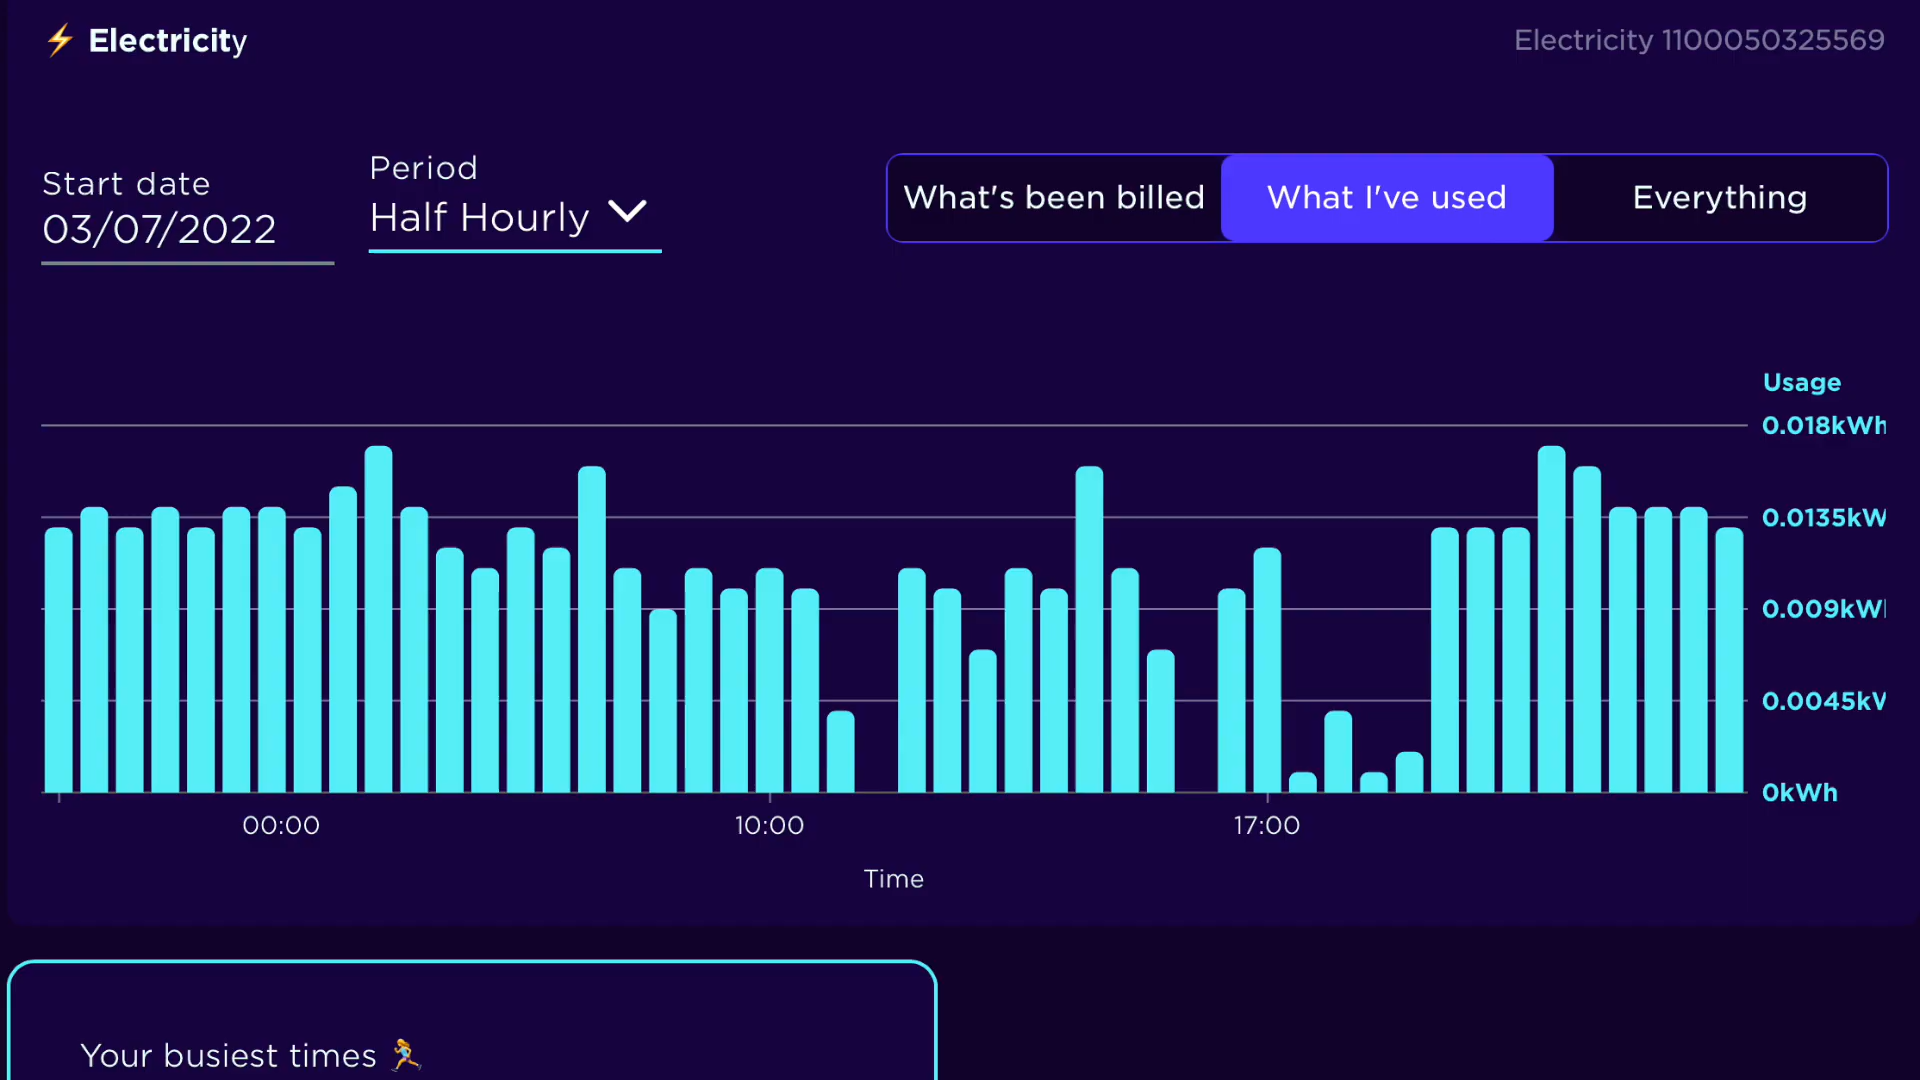 ⚡ Electricity
Electricity 1100050325569
Start date
03/07/2022
Period
Half Hourly
What's been billed
What I've used
Everything
Usage
0.018kWh
0.0135kW
0.009kW
0.0045k
0kWh
00:00
10:00
17:00
Time
Your busiest times 🏃